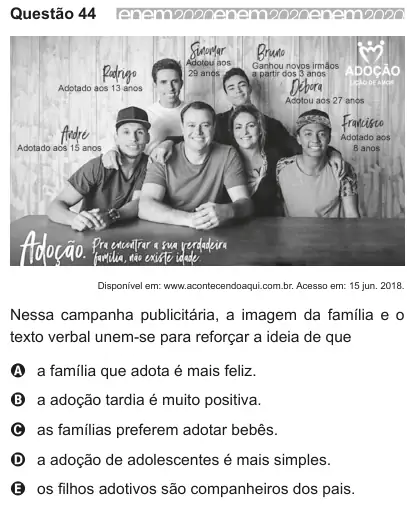 Questão 44 enem2020enem2020enem2020
Sinomar
Adotou aos
29 anos
Bruno
Ganhou novos irmãos
a partir dos 3 anos
ADOÇÃO
LAÇOS DE AMOR
Rodrigo
Adotado aos 13 anos
Débora
Adotou aos 27 anos
André
Adotado aos 15 anos
Francisco
Adotado aos
8 anos
Adoção. Pra encontrar a sua verdadeira
família, não existe idade.
Disponível em: www.acontecendoaqui.com.br. Acesso em: 15 jun. 2018.
Nessa campanha publicitária, a imagem da família e o
texto verbal unem-se para reforçar a ideia de que
A a família que adota é mais feliz.
B a adoção tardia é muito positiva.
C as famílias preferem adotar bebês.
D a adoção de adolescentes é mais simples.
E os filhos adotivos são companheiros dos pais.